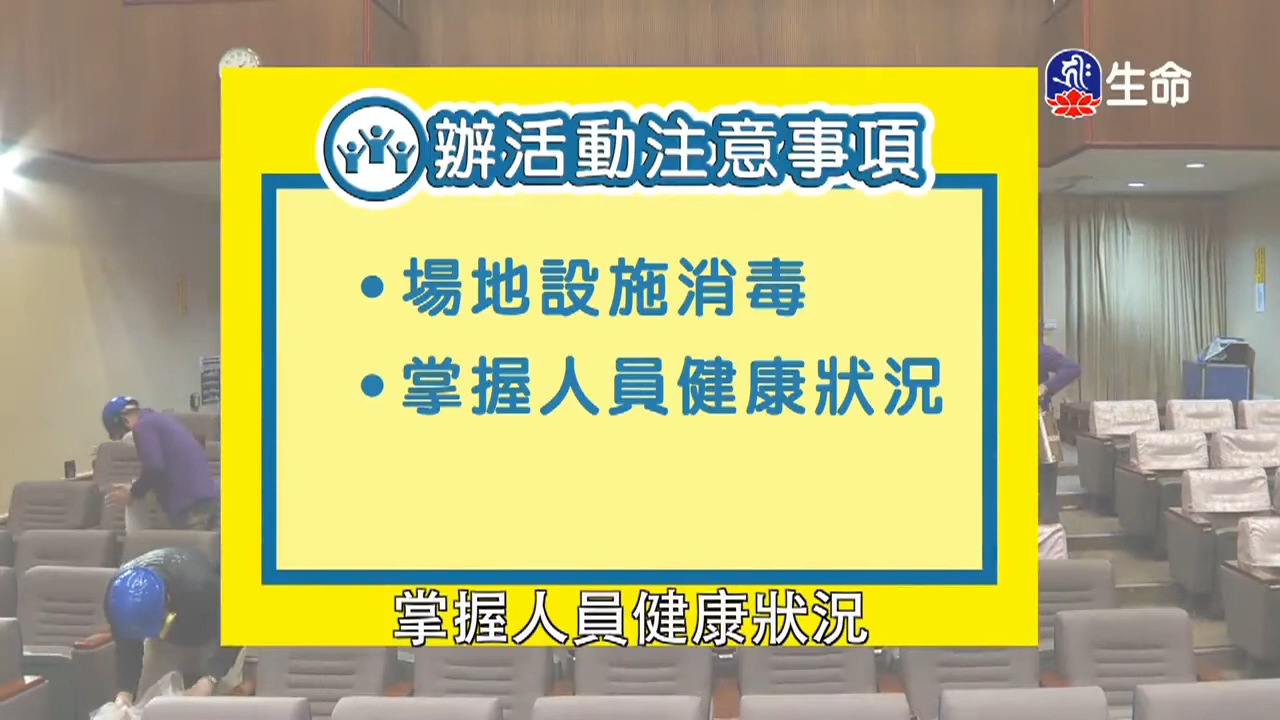 生命
辦活動注意事項
•場地設施消毒
•掌握人員健康狀況
掌握人員健康狀況